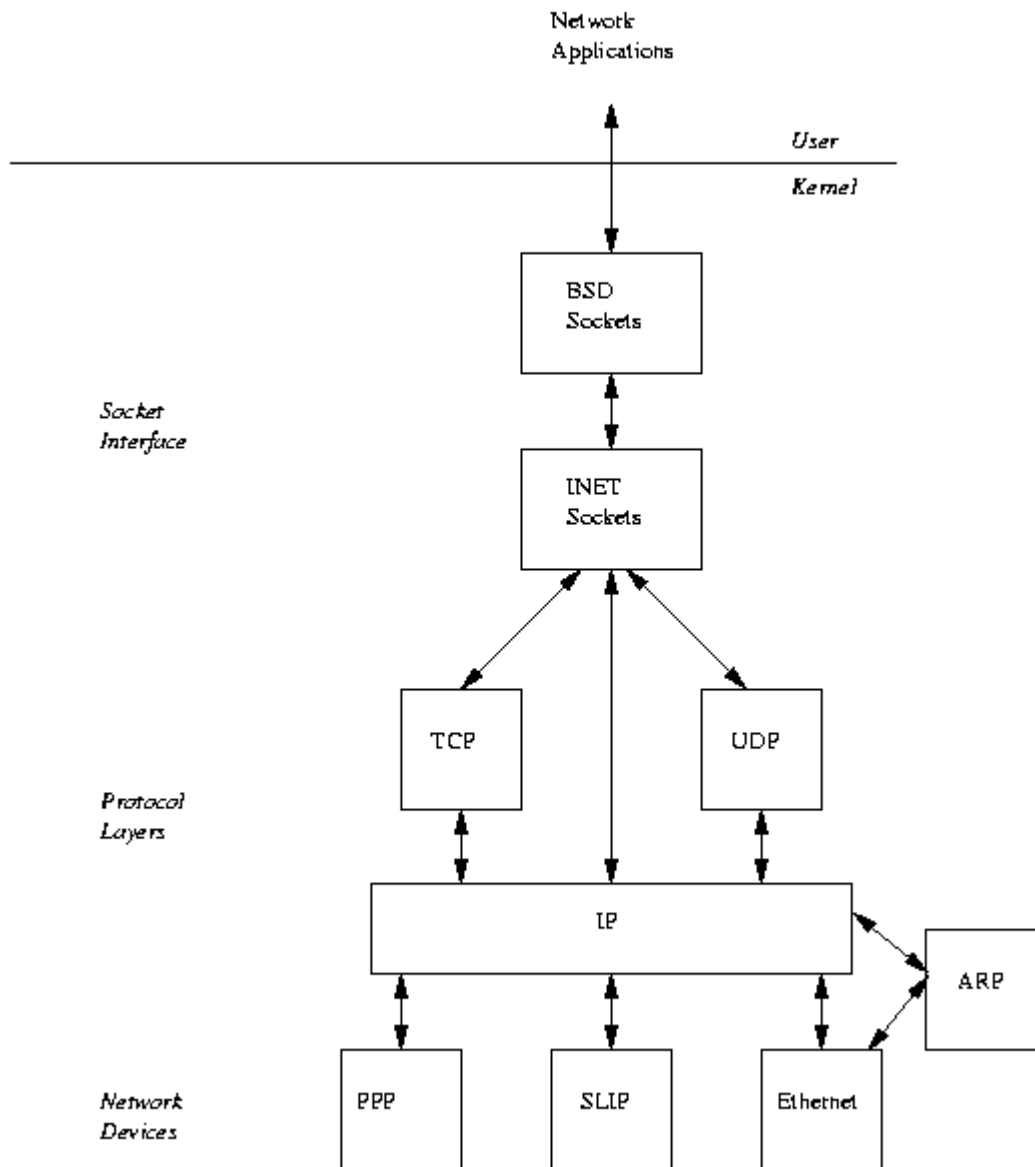 Network
Applications
User
Kernel
BSD
Sockets
Socket
Interface
INET
Sockets
TCP
UDP
Protocol
Layers
IP
ARP
Network
Devices
PPP
SLIP
Ethernet